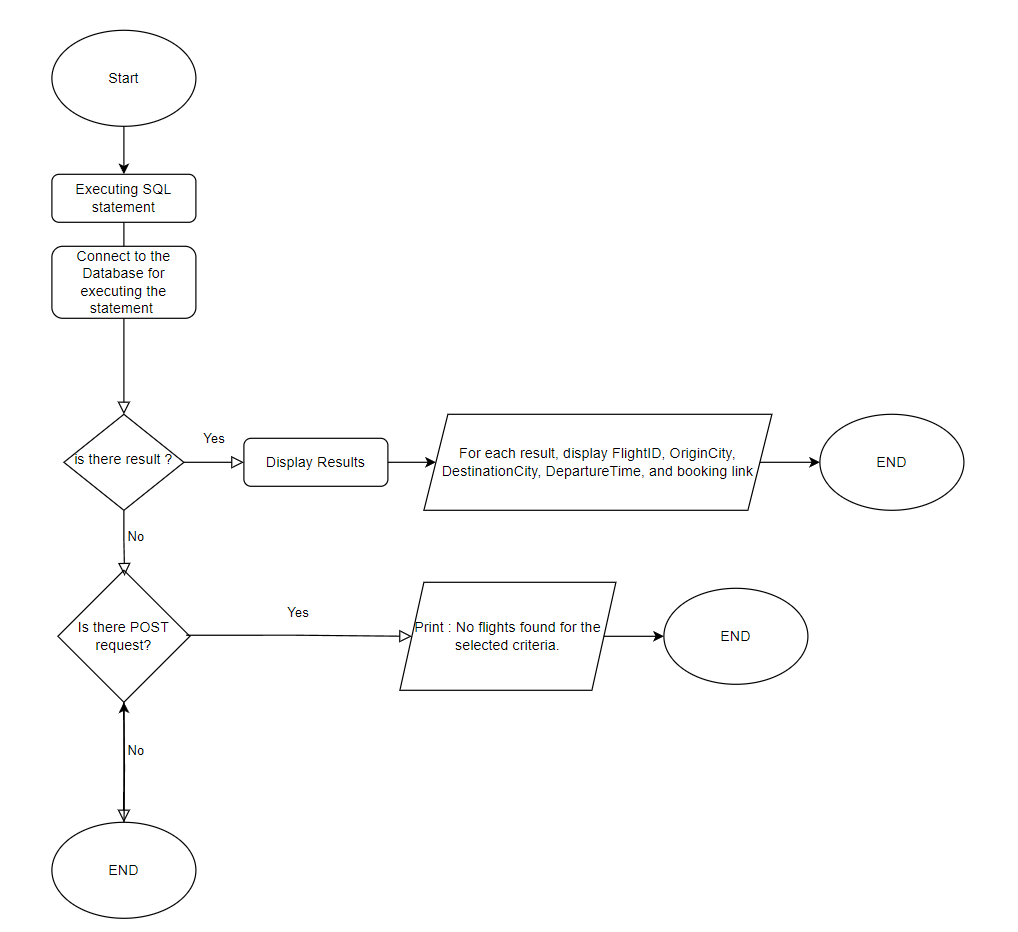 Start
Executing SQL
statement
Connect to the
Database for
executing the
statement
Is there result ?
Yes
Display Results
For each result, display FlightID, OriginCity,
DestinationCity, DepartureTime, and booking link
END
No
Is there POST
request?
Yes
Print : No flights found for the
selected criteria.
END
No
END